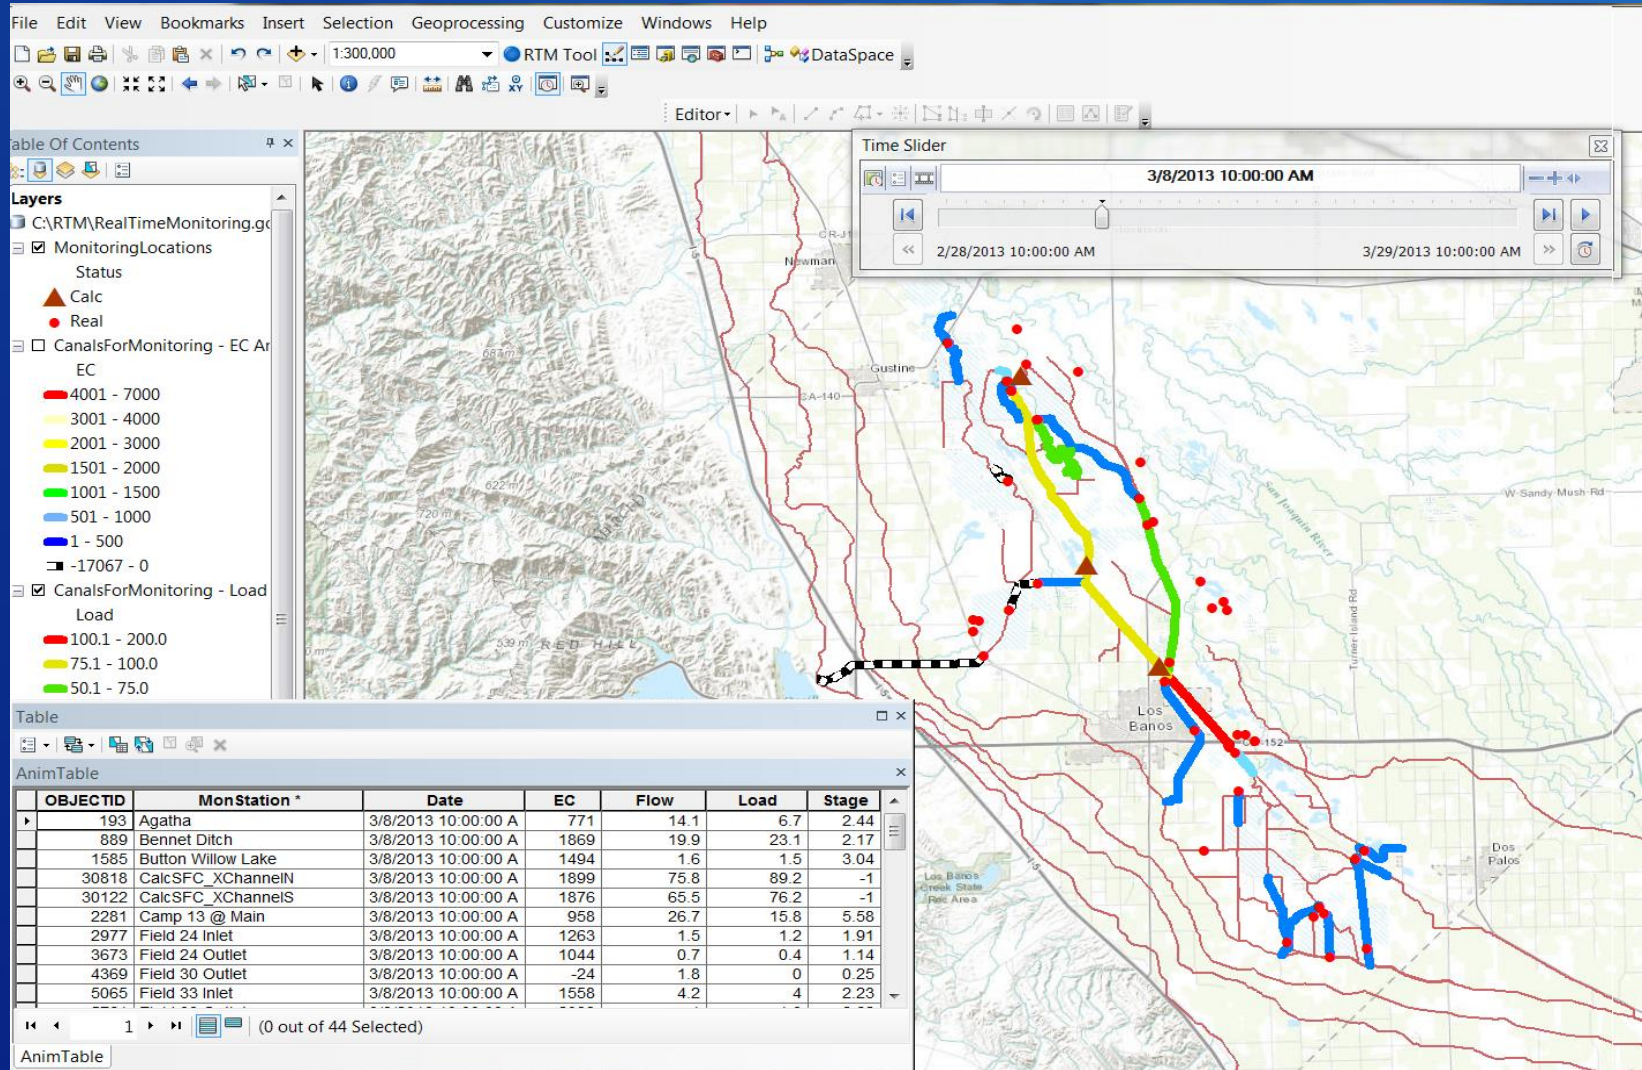 File Edit View Bookmarks Insert Selection Geoprocessing Customize Windows Help
1:300,000 RTM Tool DataSpace
Editor
Table Of Contents
Layers
C:\RTM\RealTimeMonitoring.gc
MonitoringLocations
Status
Calc
Real
CanalsForMonitoring - EC Ar
EC
4001 - 7000
3001 - 4000
2001 - 3000
1501 - 2000
1001 - 1500
501 - 1000
1 - 500
-17067 - 0
CanalsForMonitoring - Load
Load
100.1 - 200.0
75.1 - 100.0
50.1 - 75.0
Time Slider
3/8/2013 10:00:00 AM
2/28/2013 10:00:00 AM 3/29/2013 10:00:00 AM
Newman
Gustine
CA-140
I-5
687 m
622 m
720 m
539 m RED HILL
W Sandy Mush Rd
San Joaquin River
Turner Island Rd
Los Banos
152
I-5
Dos Palos
Los Banos Creek State Rec Area
Table
AnimTable
OBJECTID MonStation * Date EC Flow Load Stage
193 Agatha 3/8/2013 10:00:00 A 771 14.1 6.7 2.44
889 Bennet Ditch 3/8/2013 10:00:00 A 1869 19.9 23.1 2.17
1585 Button Willow Lake 3/8/2013 10:00:00 A 1494 1.6 1.5 3.04
30818 CalcSFC_XChannelN 3/8/2013 10:00:00 A 1899 75.8 89.2 -1
30122 CalcSFC_XChannelS 3/8/2013 10:00:00 A 1876 65.5 76.2 -1
2281 Camp 13 @ Main 3/8/2013 10:00:00 A 958 26.7 15.8 5.58
2977 Field 24 Inlet 3/8/2013 10:00:00 A 1263 1.5 1.2 1.91
3673 Field 24 Outlet 3/8/2013 10:00:00 A 1044 0.7 0.4 1.14
4369 Field 30 Outlet 3/8/2013 10:00:00 A -24 1.8 0 0.25
5065 Field 33 Inlet 3/8/2013 10:00:00 A 1558 4.2 4 2.23
1 (0 out of 44 Selected)
AnimTable